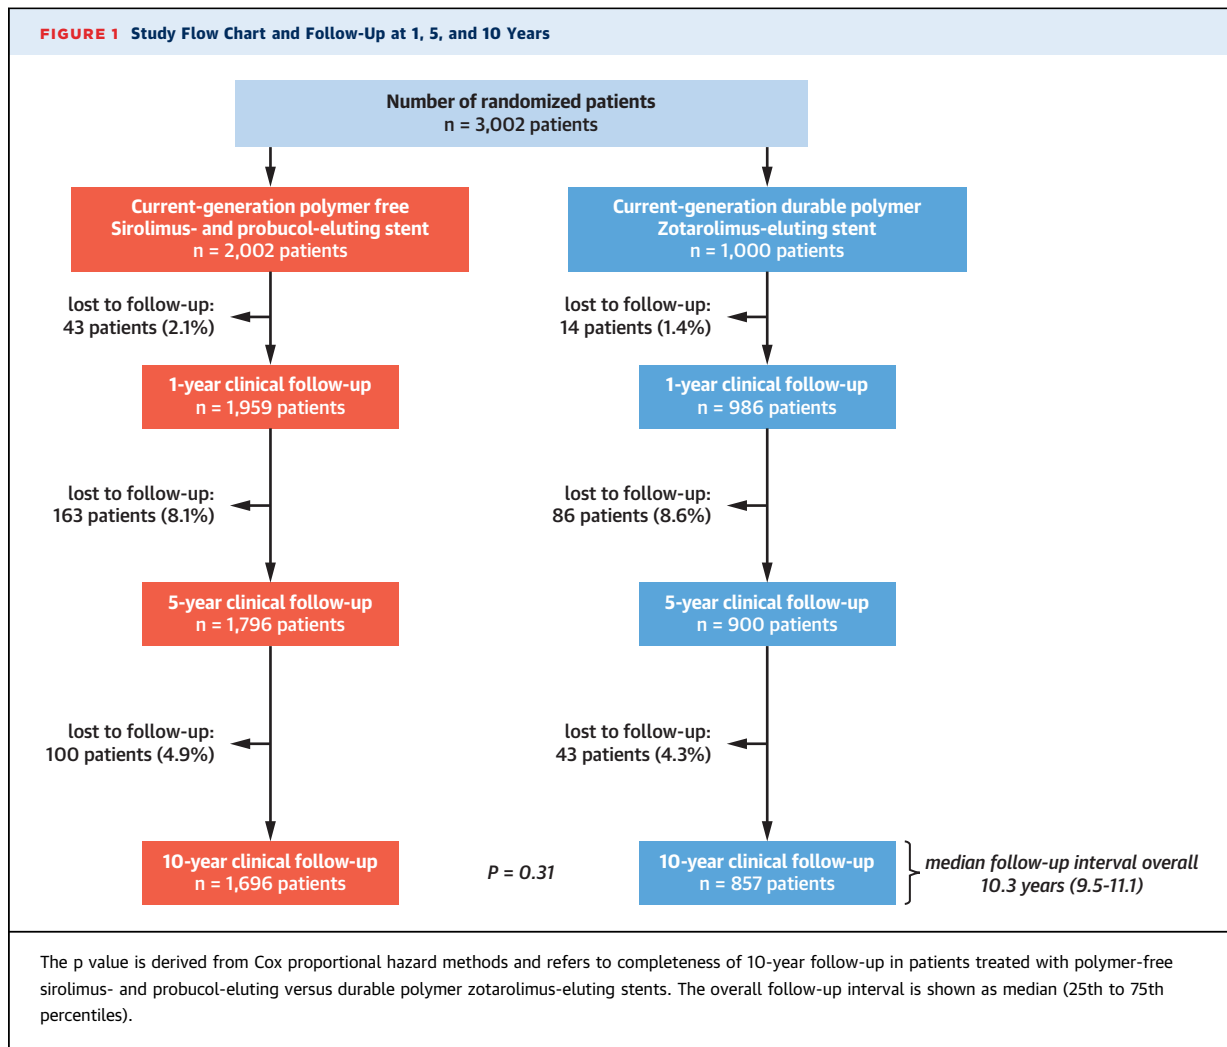 FIGURE 1 Study Flow Chart and Follow-Up at 1, 5, and 10 Years
Number of randomized patients
n = 3,002 patients
Current-generation polymer free
Sirolimus- and probucol-eluting stent
n = 2,002 patients
Current-generation durable polymer
Zotarolimus-eluting stent
n = 1,000 patients
lost to follow-up:
43 patients (2.1%)
lost to follow-up:
14 patients (1.4%)
1-year clinical follow-up
n = 1,959 patients
1-year clinical follow-up
n = 986 patients
lost to follow-up:
163 patients (8.1%)
lost to follow-up:
86 patients (8.6%)
5-year clinical follow-up
n = 1,796 patients
5-year clinical follow-up
n = 900 patients
lost to follow-up:
100 patients (4.9%)
lost to follow-up:
43 patients (4.3%)
10-year clinical follow-up
n = 1,696 patients
P = 0.31
10-year clinical follow-up
n = 857 patients
median follow-up interval overall
10.3 years (9.5-11.1)
The p value is derived from Cox proportional hazard methods and refers to completeness of 10-year follow-up in patients treated with polymer-free
sirolimus- and probucol-eluting versus durable polymer zotarolimus-eluting stents. The overall follow-up interval is shown as median (25th to 75th
percentiles).